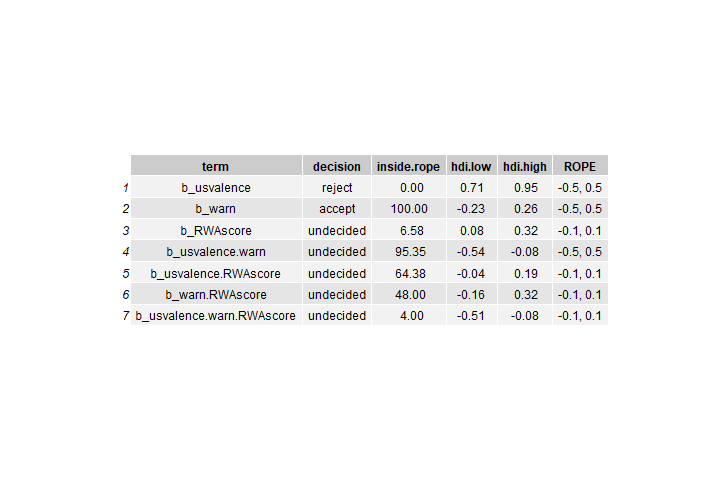 term decision inside.rope hdi.low hdi.high ROPE
1 b_usvalence reject 0.00 0.71 0.95 -0.5, 0.5
2 b_warn accept 100.00 -0.23 0.26 -0.5, 0.5
3 b_RWAscore undecided 6.58 0.08 0.32 -0.1, 0.1
4 b_usvalence.warn undecided 95.35 -0.54 -0.08 -0.5, 0.5
5 b_usvalence.RWAscore undecided 64.38 -0.04 0.19 -0.1, 0.1
6 b_warn.RWAscore undecided 48.00 -0.16 0.32 -0.1, 0.1
7 b_usvalence.warn.RWAscore undecided 4.00 -0.51 -0.08 -0.1, 0.1